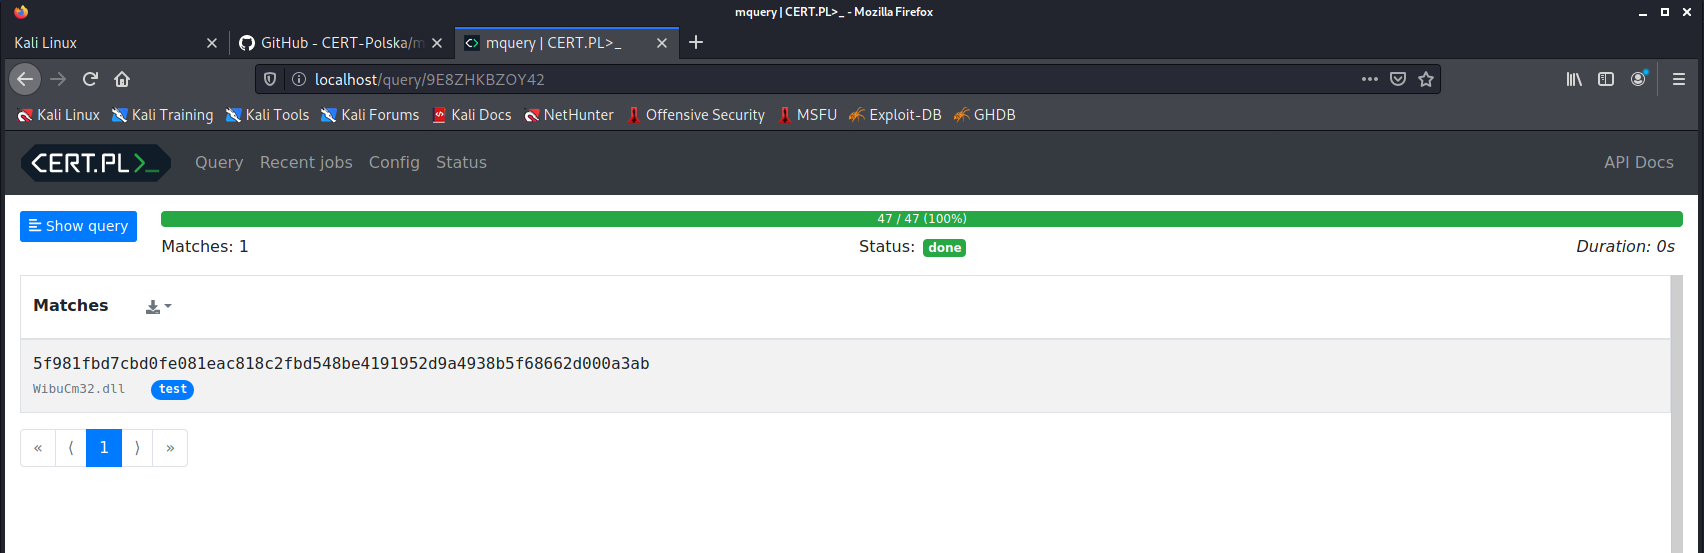 mquery | CERT.PL>_ - Mozilla Firefox
Kali Linux
GitHub - CERT-Polska/m
mquery | CERT.PL>_
localhost/query/9E8ZHKBZOY42
Kali Linux Kali Training Kali Tools Kali Forums Kali Docs NetHunter Offensive Security MSFU Exploit-DB GHDB
CERT.PL>_ Query Recent jobs Config Status API Docs
Show query
47 / 47 (100%)
Matches: 1 Status: done Duration: 0s
Matches
5f981fbd7cbd0fe081eac818c2fbd548be4191952d9a4938b5f68662d000a3ab
WibuCm32.dll test
« ⟨ 1 ⟩ »